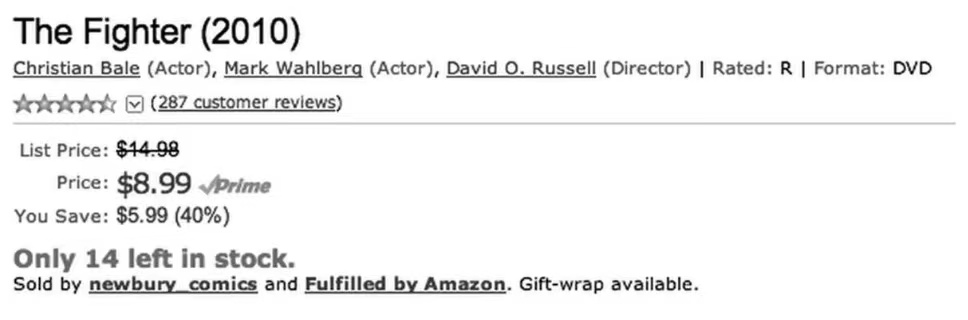 The Fighter (2010)
Christian Bale (Actor), Mark Wahlberg (Actor), David O. Russell (Director) | Rated: R | Format: DVD
(287 customer reviews)
List Price: $14.98
Price: $8.99 Prime
You Save: $5.99 (40%)
Only 14 left in stock.
Sold by newbury_comics and Fulfilled by Amazon. Gift-wrap available.